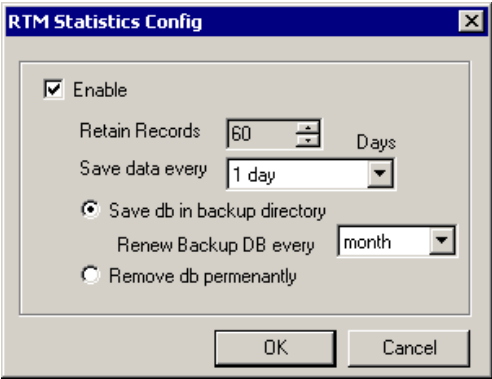 RTM Statistics Config
Enable
Retain Records 60 Days
Save data every 1 day
Save db in backup directory
Renew Backup DB every month
Remove db permenantly
OK Cancel